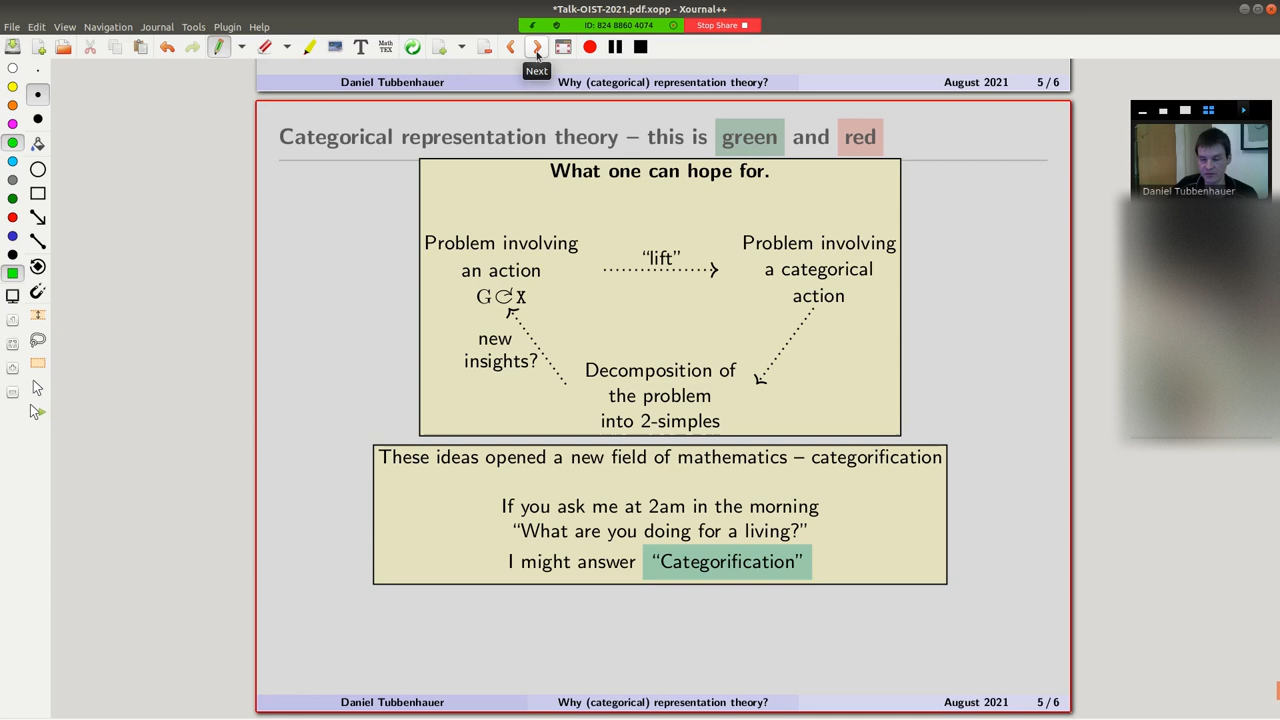 *Talk-OIST-2021.pdf.xopp - Xournal++
File Edit View Navigation Journal Tools Plugin Help
ID: 824 8860 4074
Stop Share
T
Math
TEX
Next
Daniel Tubbenhauer Why (categorical) representation theory? August 2021 5 / 6
Categorical representation theory – this is green and red
What one can hope for.
Problem involving
an action
G⟳X
“lift”
Problem involving
a categorical
action
new
insights?
Decomposition of
the problem
into 2-simples
These ideas opened a new field of mathematics – categorification
If you ask me at 2am in the morning
“What are you doing for a living?”
I might answer “Categorification”
Daniel Tubbenhauer Why (categorical) representation theory? August 2021 5 / 6
Daniel Tubbenhauer